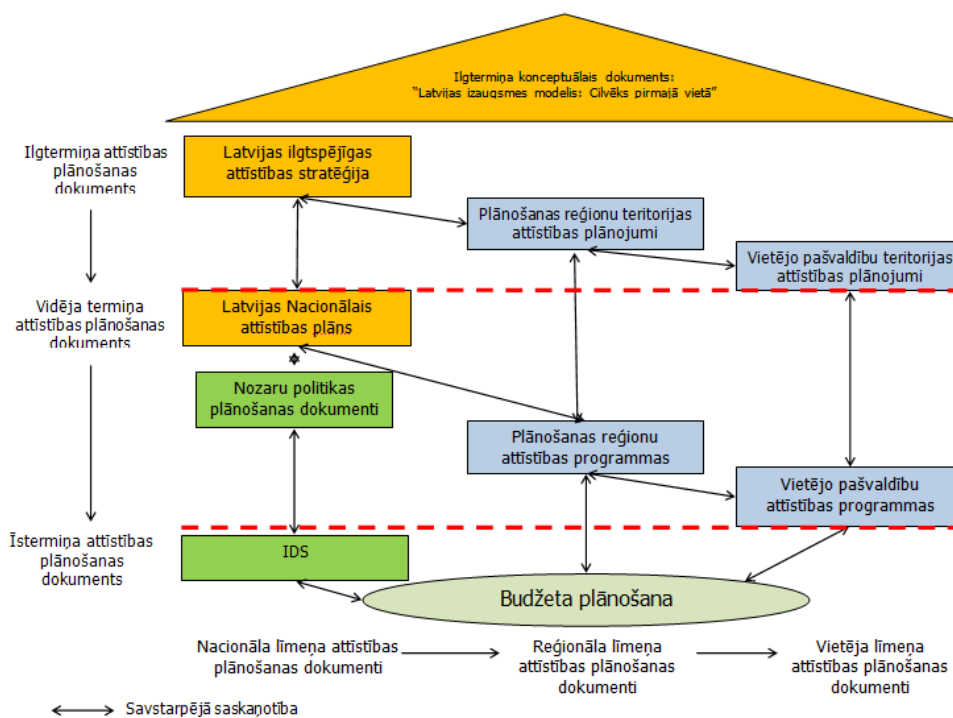 Ilgtermiņa konceptuālais dokuments:
“Latvijas izaugsmes modelis: Cilvēks pirmajā vietā”
Ilgtermiņa attīstības
plānošanas
dokuments
Latvijas ilgtspējīgas
attīstības stratēģija
Plānošanas reģionu teritorijas
attīstības plānojumi
Vietējo pašvaldību teritorijas
attīstības plānojumi
Vidēja termiņa
attīstības plānošanas
dokuments
Latvijas Nacionālais
attīstības plāns
Nozaru politikas
plānošanas dokumenti
Plānošanas reģionu
attīstības programmas
Vietējo pašvaldību
attīstības programmas
Īstermiņa attīstības
plānošanas
dokuments
IDS
Budžeta plānošana
Nacionāla līmeņa attīstības
plānošanas dokumenti
Reģionāla līmeņa
attīstības plānošanas
dokumenti
Vietēja līmeņa
attīstības plānošanas
dokumenti
Savstarpējā saskaņotība